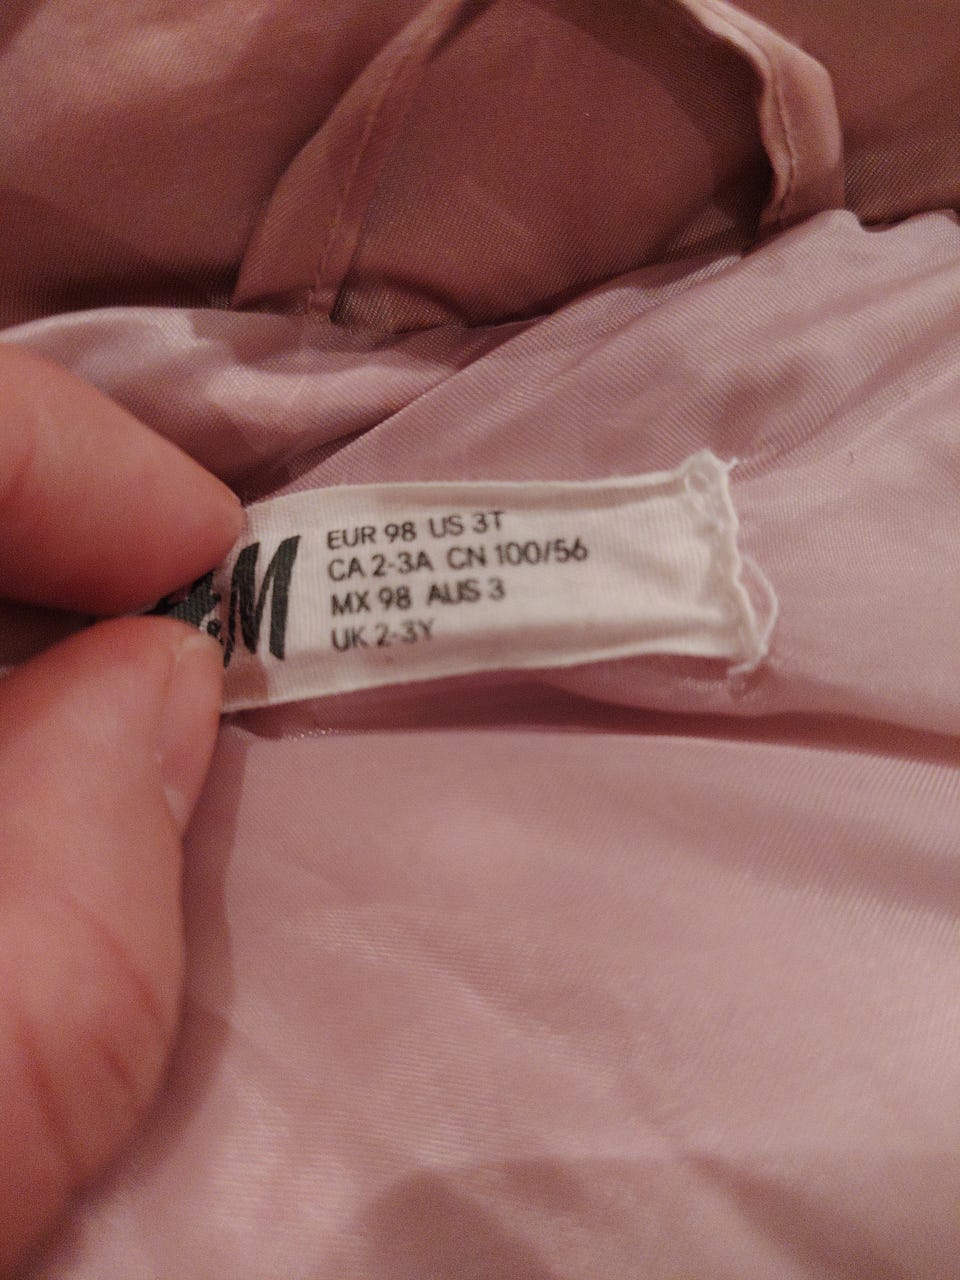 &M
EUR 98 US 3T
CA 2-3A CN 100/56
MX 98 AUS 3
UK 2-3Y